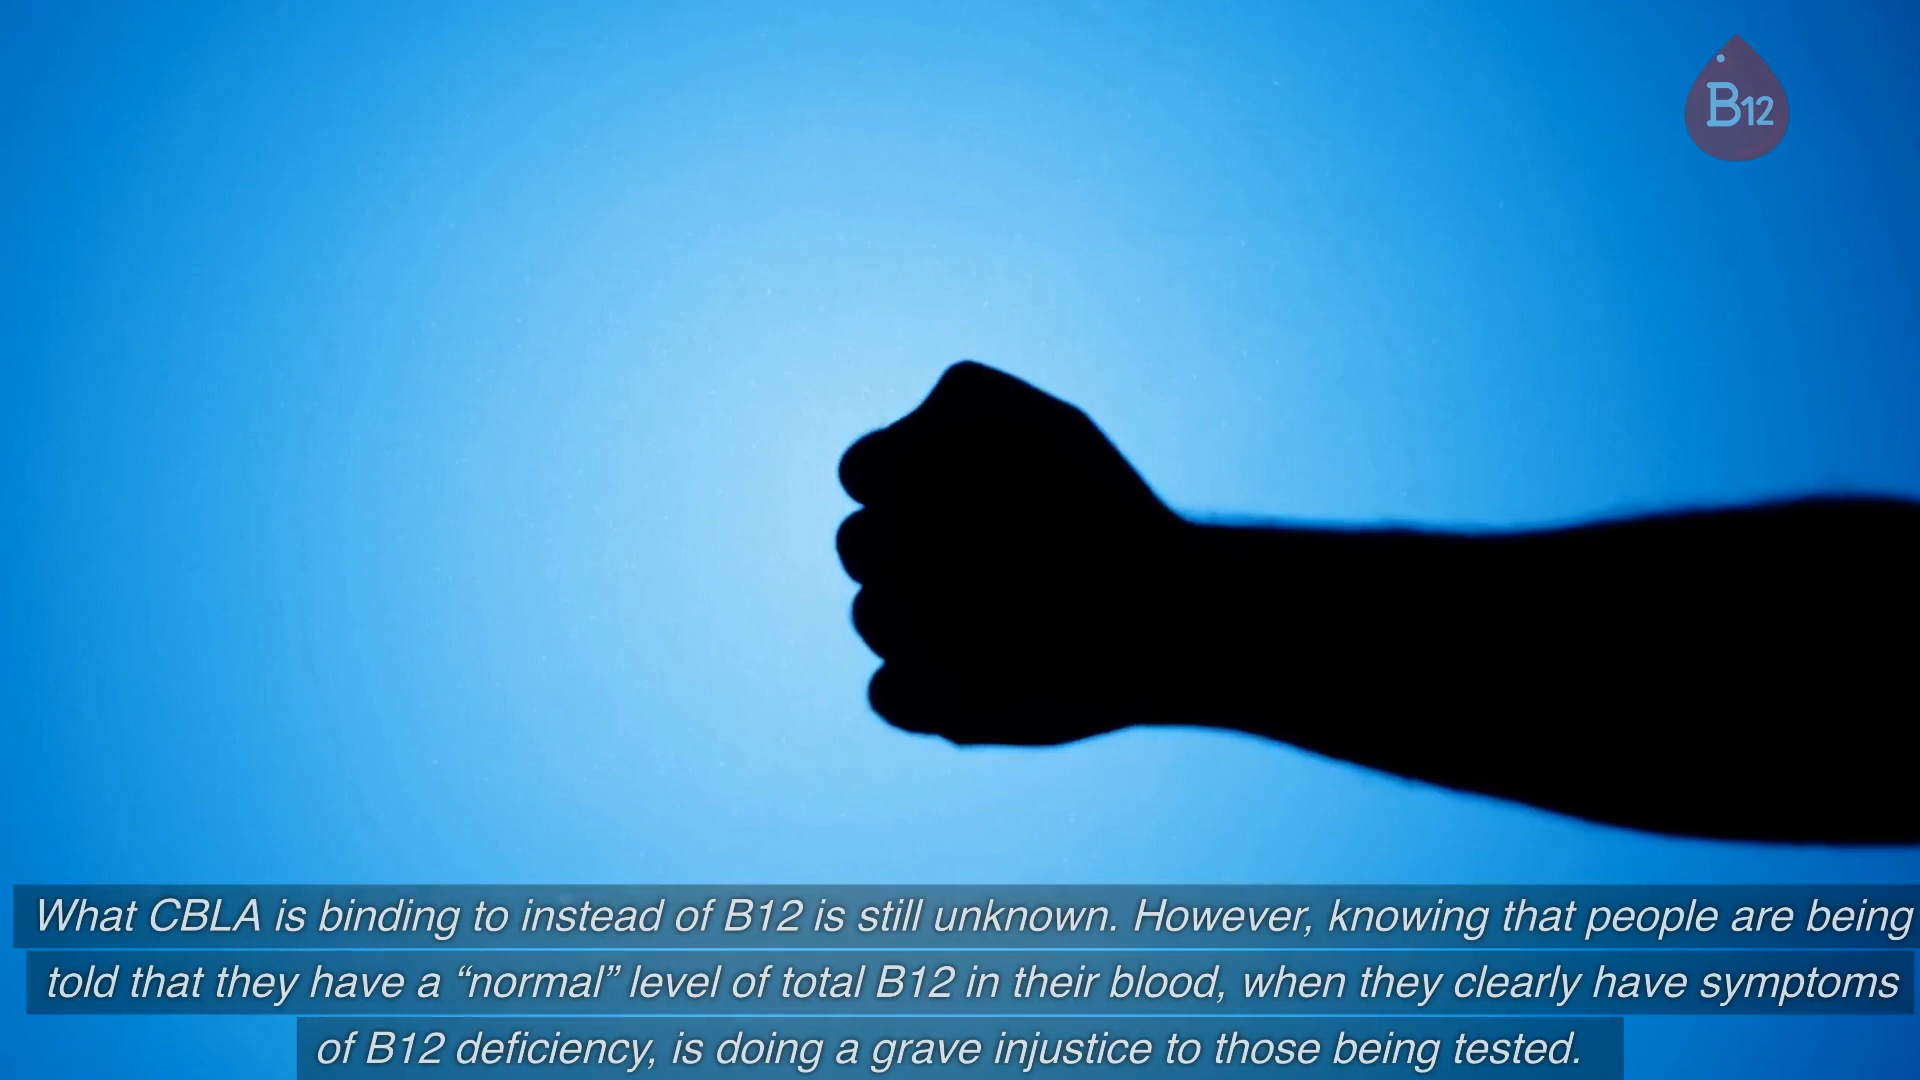 B12
What CBLA is binding to instead of B12 is still unknown. However, knowing that people are being
told that they have a “normal” level of total B12 in their blood, when they clearly have symptoms
of B12 deficiency, is doing a grave injustice to those being tested.